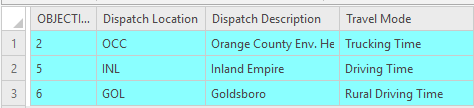 OBJECTI... Dispatch Location Dispatch Description Travel Mode
1 2 OCC Orange County Env. He Trucking Time
2 5 INL Inland Empire Driving Time
3 6 GOL Goldsboro Rural Driving Time